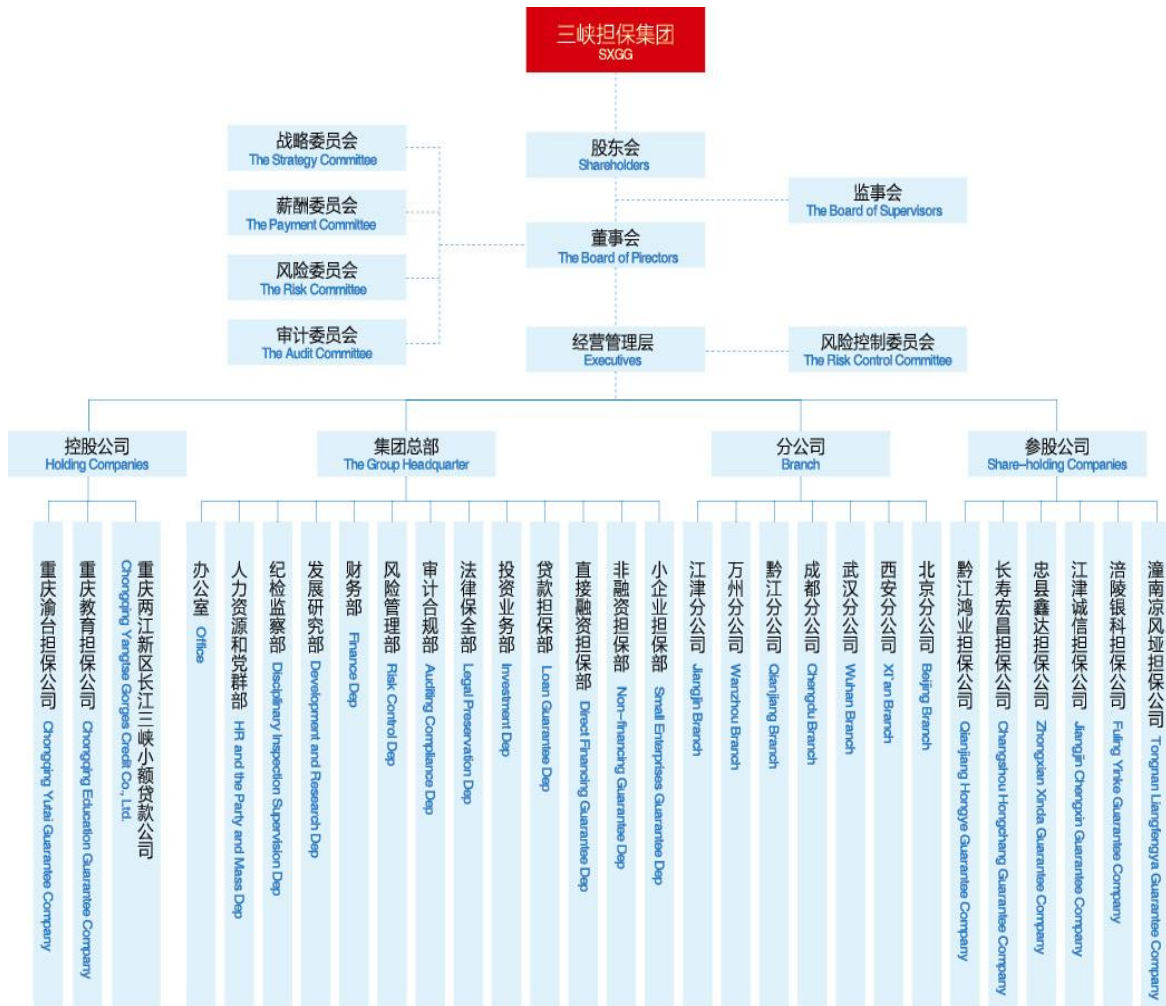 三峡担保集团
SXGG
战略委员会
The Strategy Committee
股东会
Shareholders
薪酬委员会
The Payment Committee
监事会
The Board of Supervisors
董事会
The Board of Pirectors
风险委员会
The Risk Committee
审计委员会
The Audit Committee
经营管理层
Executives
风险控制委员会
The Risk Control Committee
控股公司
Holding Companies
集团总部
The Group Headquarter
分公司
Branch
参股公司
Share-holding Companies
重庆渝台担保公司 Chongqing Yutai Guarantee Company
重庆教育担保公司 Chongqing Education Guarantee Company
重庆两江新区长江三峡小额贷款公司
Chongqing Yangtse Gorges Credit Co., Ltd.
办公室 Office
人力资源和党群部 HR and the Party and Mass Dep
纪检监察部 Disciplinary Inspection Supervision Dep
发展研究部 Development and Research Dep
财务部 Finance Dep
风险管理部 Risk Control Dep
审计合规部 Auditing Compliance Dep
法律保全部 Legal Preservation Dep
投资业务部 Investment Dep
贷款担保部 Loan Guarantee Dep
直接融资担保部 Direct Financing Guarantee Dep
非融资担保部 Non-financing Guarantee Dep
小企业担保部 Small Enterprises Guarantee Dep
江津分公司 Jiangjin Branch
万州分公司 Wanzhou Branch
黔江分公司 Qianjiang Branch
成都分公司 Chengdu Branch
武汉分公司 Wuhan Branch
西安分公司 XI'an Branch
北京分公司 Beijing Branch
黔江鸿业担保公司 Qianjiang Hongye Guarantee Company
长寿宏昌担保公司 Changshou Hongchang Guarantee Company
忠县鑫达担保公司 Zhongxian Xinda Guarantee Company
江津诚信担保公司 Jiangjin Chengxin Guarantee Company
涪陵银科担保公司 Fuling Yinke Guarantee Company
潼南凉风垭担保公司 Tongnan Liangfengya Guarantee Company